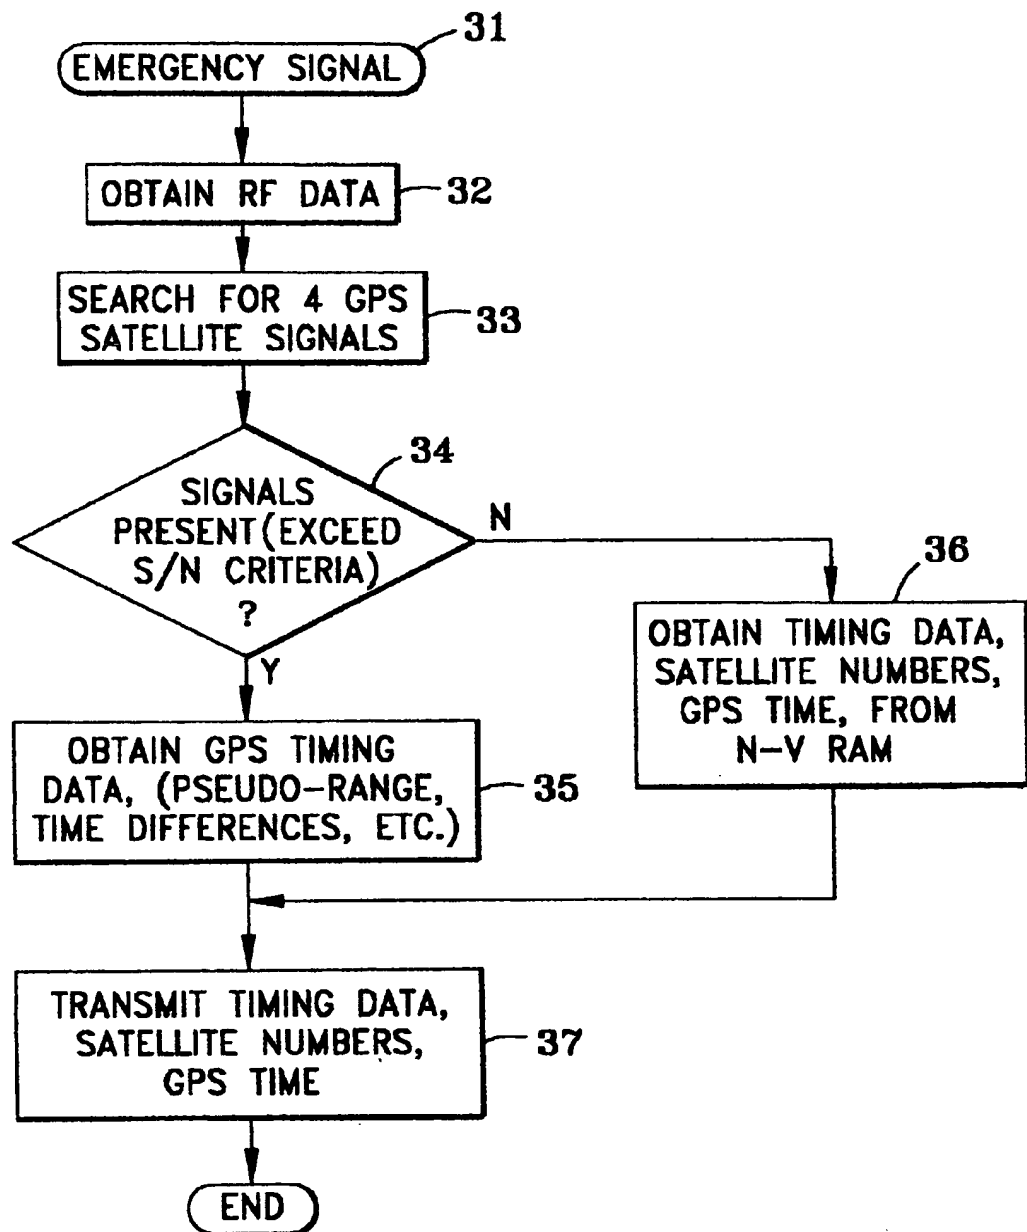 31
EMERGENCY SIGNAL
OBTAIN RF DATA
32
SEARCH FOR 4 GPS
SATELLITE SIGNALS
33
34
SIGNALS
PRESENT(EXCEED
S/N CRITERIA)
?
N
Y
36
OBTAIN TIMING DATA,
SATELLITE NUMBERS,
GPS TIME, FROM
N-V RAM
OBTAIN GPS TIMING
DATA, (PSEUDO-RANGE,
TIME DIFFERENCES, ETC.)
35
TRANSMIT TIMING DATA,
SATELLITE NUMBERS,
GPS TIME
37
END